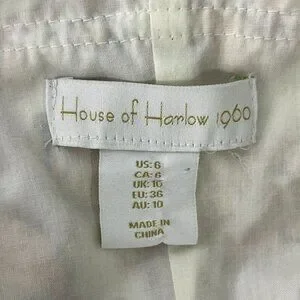 House of Harlow 1960
US: 6
CA: 6
UK: 10
EU: 36
AU: 10
MADE IN
CHINA